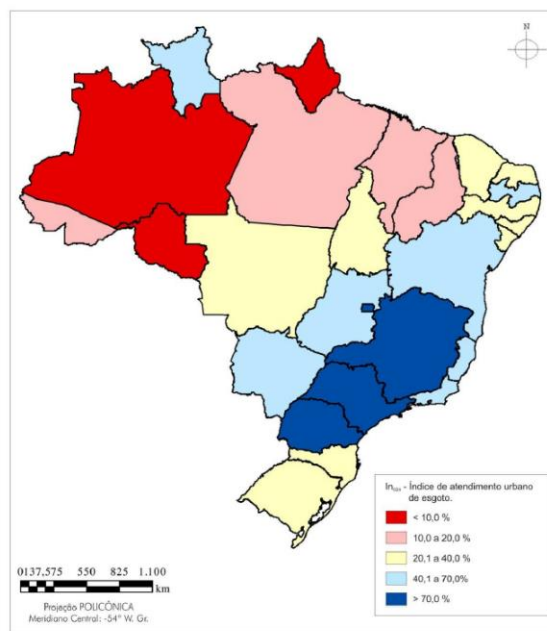 N
In₀₂₄ - Índice de atendimento urbano
de esgoto.
< 10,0 %
10,0 a 20,0 %
20,1 a 40,0 %
40,1 a 70,0%
> 70,0 %
0137,575 550 825 1.100
km
Projeção POLICÔNICA
Meridiano Central: -54° W. Gr.